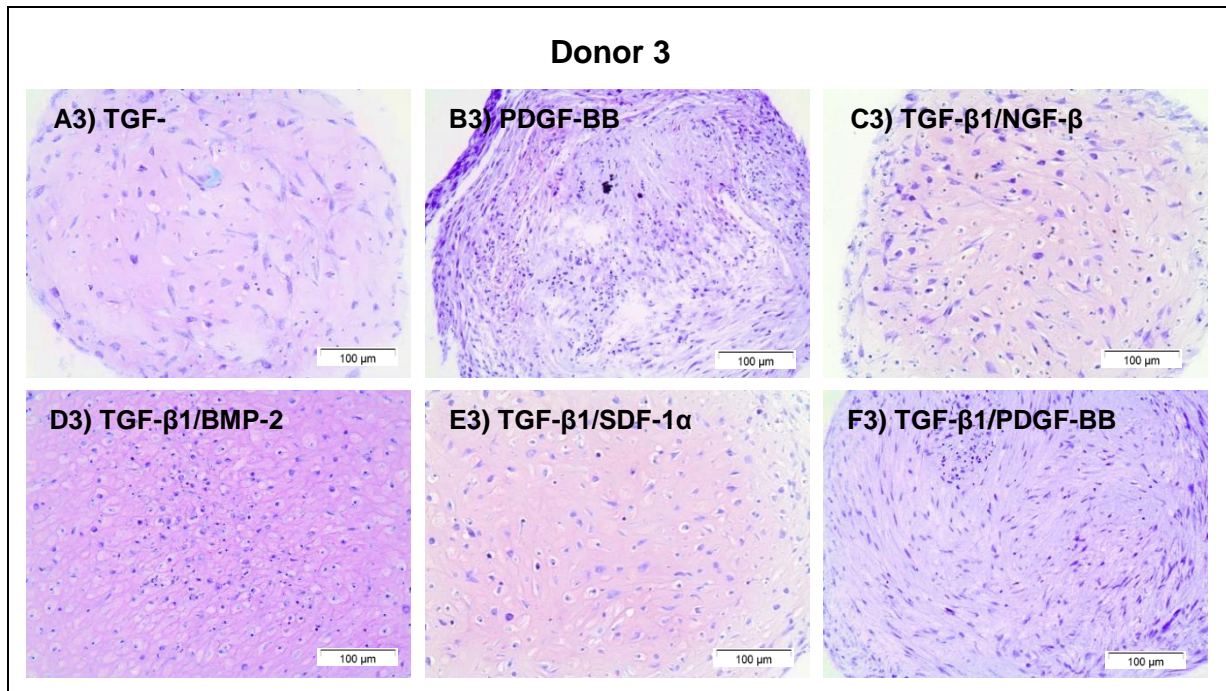 Donor 3
A3) TGF-
B3) PDGF-BB
C3) TGF-β1/NGF-β
100 µm
100 µm
100 µm
D3) TGF-β1/BMP-2
E3) TGF-β1/SDF-1α
F3) TGF-β1/PDGF-BB
100 µm
100 µm
100 µm